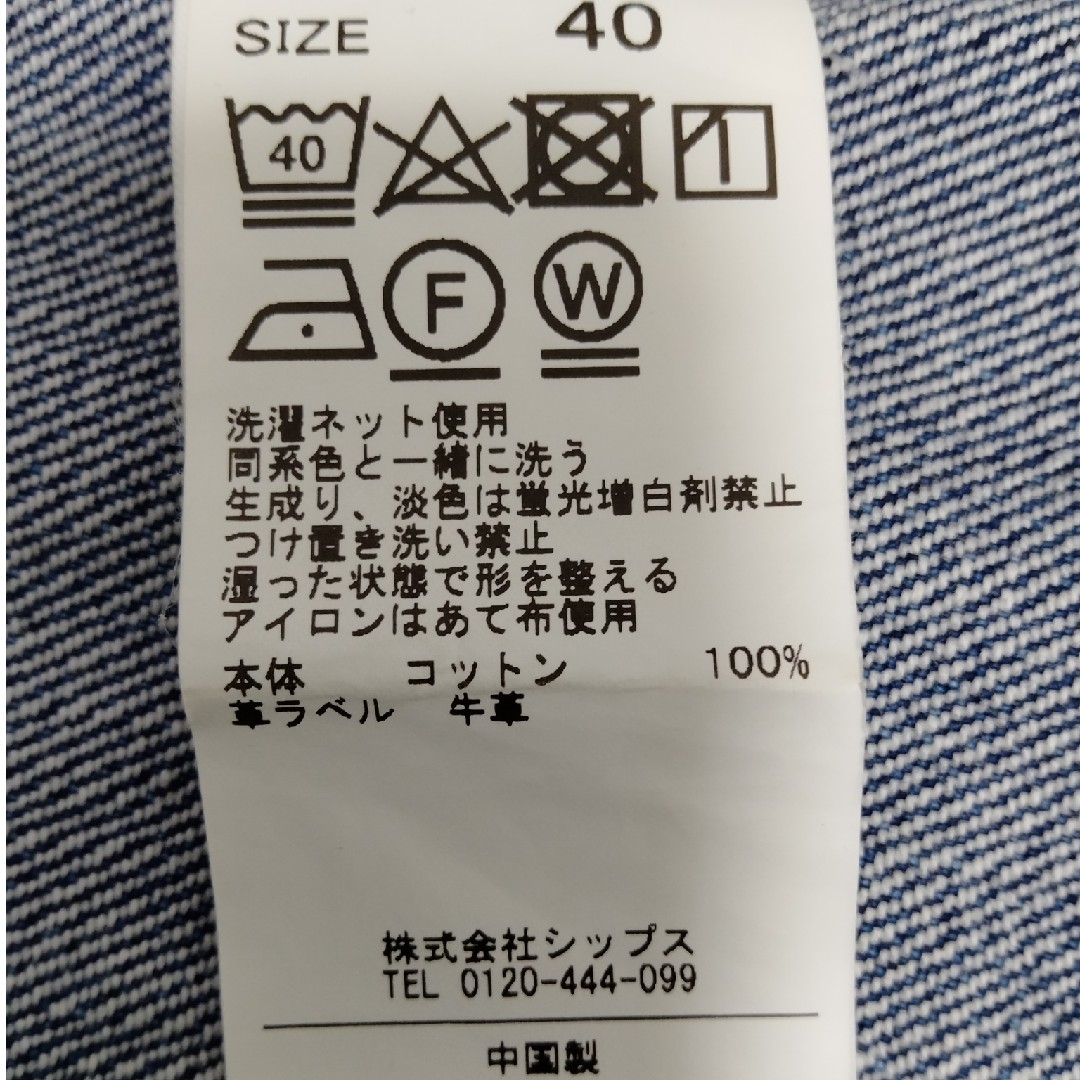 SIZE 40
40
F W
洗濯ネット使用
同系色と一緒に洗う
生成り、淡色は蛍光増白剤禁止
つけ置き洗い禁止
湿った状態で形を整える
アイロンはあて布使用
本体 コットン 100%
革ラベル 牛革
株式会社シップス
TEL 0120-444-099
中国製